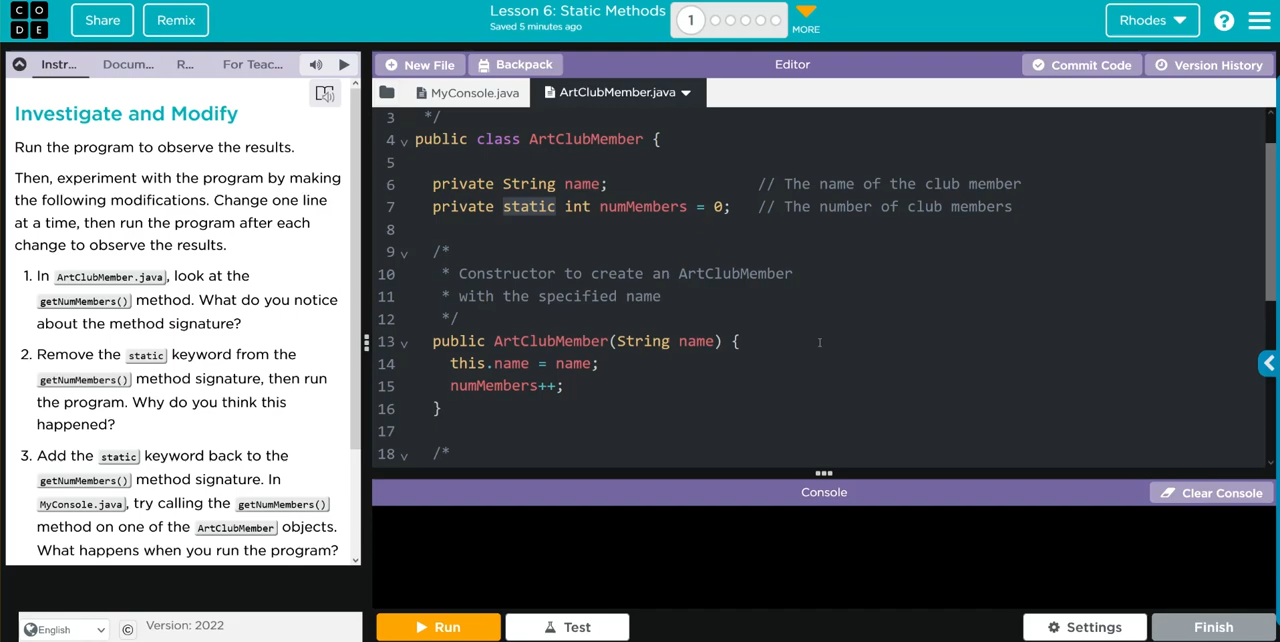 CODE
Share
Remix
Lesson 6: Static Methods
Saved 5 minutes ago
1
MORE
Rhodes
?
Instr...
Docum...
R...
For Teac...
New File
Backpack
Editor
Commit Code
Version History
MyConsole.java
ArtClubMember.java
Investigate and Modify
Run the program to observe the results.
Then, experiment with the program by making
the following modifications. Change one line
at a time, then run the program after each
change to observe the results.
1. In ArtClubMember.java, look at the
getNumMembers() method. What do you notice
about the method signature?
2. Remove the static keyword from the
getNumMembers() method signature, then run
the program. Why do you think this
happened?
3. Add the static keyword back to the
getNumMembers() method signature. In
MyConsole.java, try calling the getNumMembers()
method on one of the ArtClubMember objects.
What happens when you run the program?
3 */
4 public class ArtClubMember {
5
6 private String name; // The name of the club member
7 private static int numMembers = 0; // The number of club members
8
9 /*
10 * Constructor to create an ArtClubMember
11 * with the specified name
12 */
13 public ArtClubMember(String name) {
14 this.name = name;
15 numMembers++;
16 }
17
18 /*
Console
Clear Console
English
©
Version: 2022
Run
Test
Settings
Finish